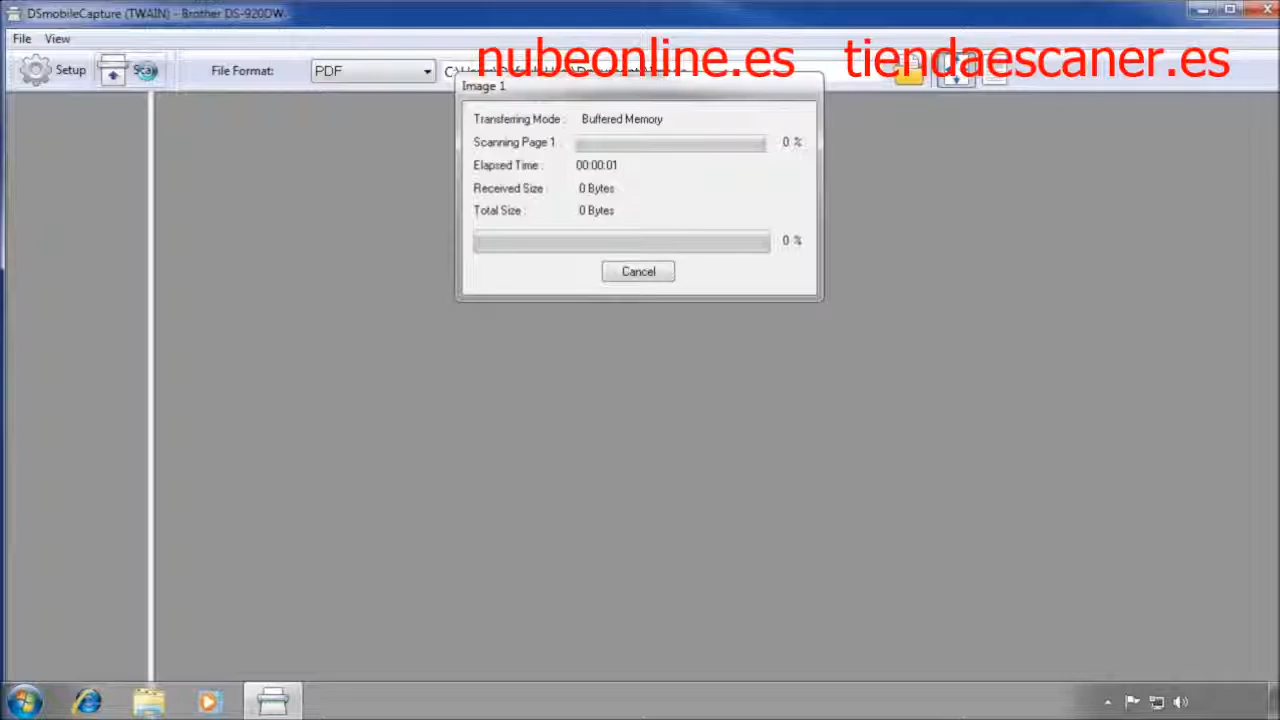 DSmobileCapture (TWAIN) - Brother DS-920DW
File View
nubeonline.es tiendaescaner.es
Setup
Scan
File Format:
PDF
Image 1
Transferring Mode : Buffered Memory
Scanning Page 1 : 0 %
Elapsed Time : 00:00:01
Received Size 0 Bytes
Total Size : 0 Bytes
0 %
Cancel